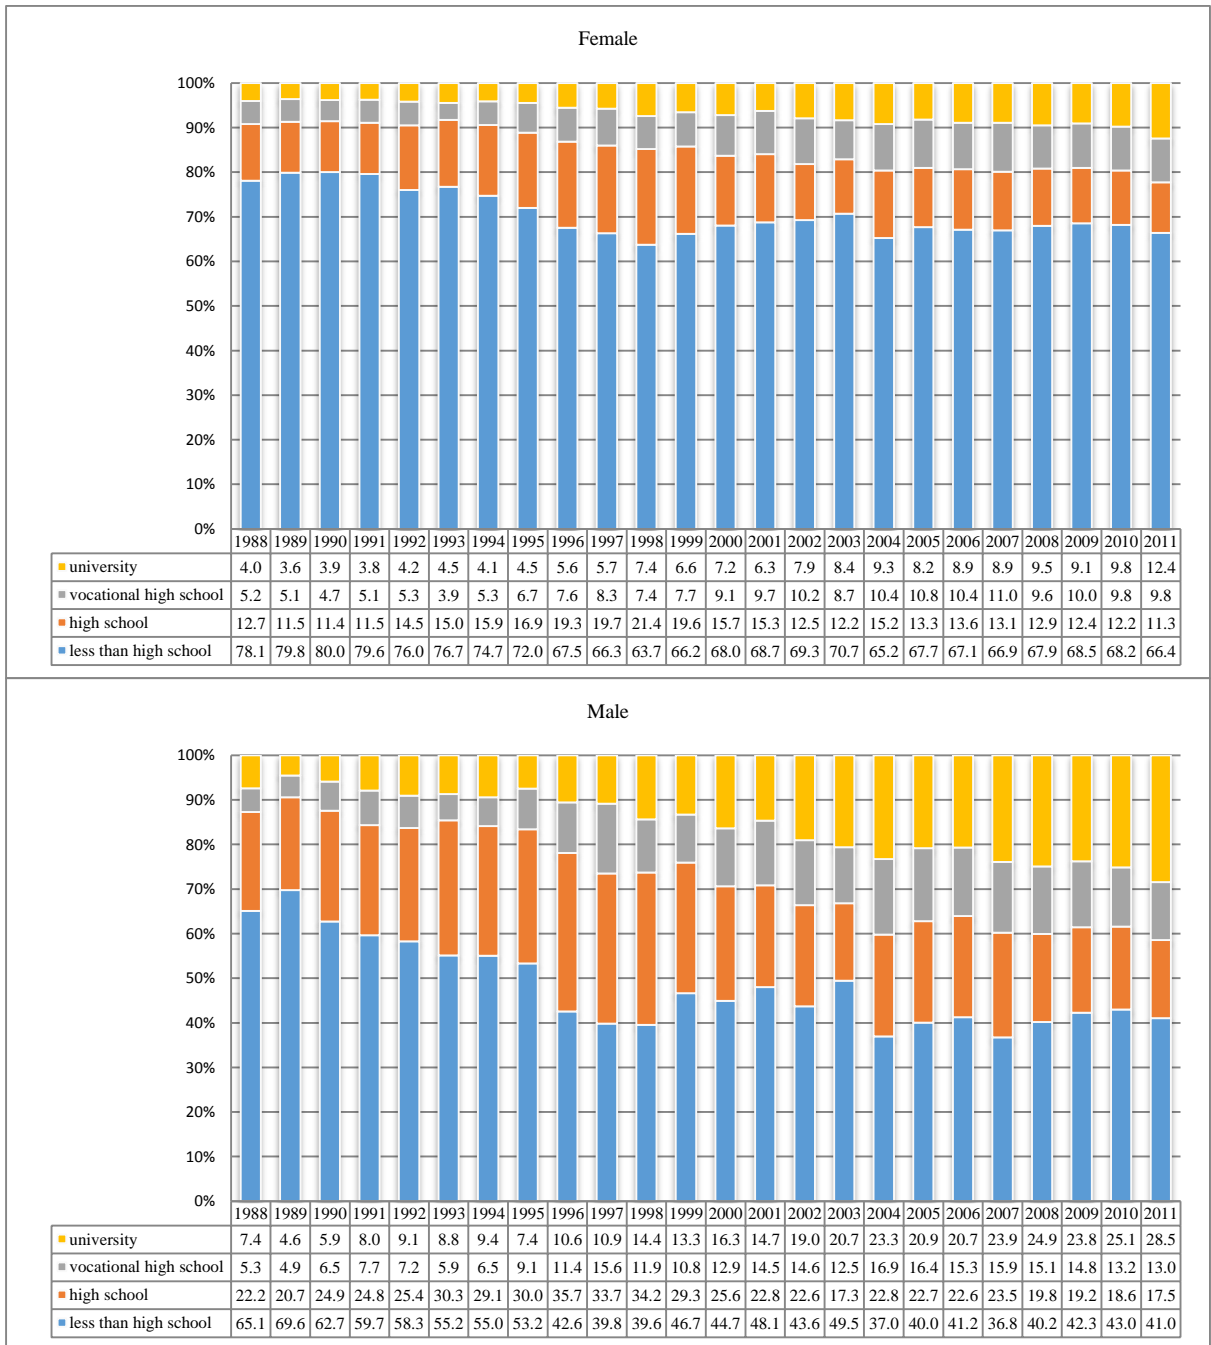 Female
100%
90%
80%
70%
60%
50%
40%
30%
20%
10%
0%
1988 1989 1990 1991 1992 1993 1994 1995 1996 1997 1998 1999 2000 2001 2002 2003 2004 2005 2006 2007 2008 2009 2010 2011
university 4.0 3.6 3.9 3.8 4.2 4.5 4.1 4.5 5.6 5.7 7.4 6.6 7.2 6.3 7.9 8.4 9.3 8.2 8.9 8.9 9.5 9.1 9.8 12.4
vocational high school 5.2 5.1 4.7 5.1 5.3 3.9 5.3 6.7 7.6 8.3 7.4 7.7 9.1 9.7 10.2 8.7 10.4 10.8 10.4 11.0 9.6 10.0 9.8 9.8
high school 12.7 11.5 11.4 11.5 14.5 15.0 15.9 16.9 19.3 19.7 21.4 19.6 15.7 15.3 12.5 12.2 15.2 13.3 13.6 13.1 12.9 12.4 12.2 11.3
less than high school 78.1 79.8 80.0 79.6 76.0 76.7 74.7 72.0 67.5 66.3 63.7 66.2 68.0 68.7 69.3 70.7 65.2 67.7 67.1 66.9 67.9 68.5 68.2 66.4
Male
100%
90%
80%
70%
60%
50%
40%
30%
20%
10%
0%
1988 1989 1990 1991 1992 1993 1994 1995 1996 1997 1998 1999 2000 2001 2002 2003 2004 2005 2006 2007 2008 2009 2010 2011
university 7.4 4.6 5.9 8.0 9.1 8.8 9.4 7.4 10.6 10.9 14.4 13.3 16.3 14.7 19.0 20.7 23.3 20.9 20.7 23.9 24.9 23.8 25.1 28.5
vocational high school 5.3 4.9 6.5 7.7 7.2 5.9 6.5 9.1 11.4 15.6 11.9 10.8 12.9 14.5 14.6 12.5 16.9 16.4 15.3 15.9 15.1 14.8 13.2 13.0
high school 22.2 20.7 24.9 24.8 25.4 30.3 29.1 30.0 35.7 33.7 34.2 29.3 25.6 22.8 22.6 17.3 22.8 22.7 22.6 23.5 19.8 19.2 18.6 17.5
less than high school 65.1 69.6 62.7 59.7 58.3 55.2 55.0 53.2 42.6 39.8 39.6 46.7 44.7 48.1 43.6 49.5 37.0 40.0 41.2 36.8 40.2 42.3 43.0 41.0